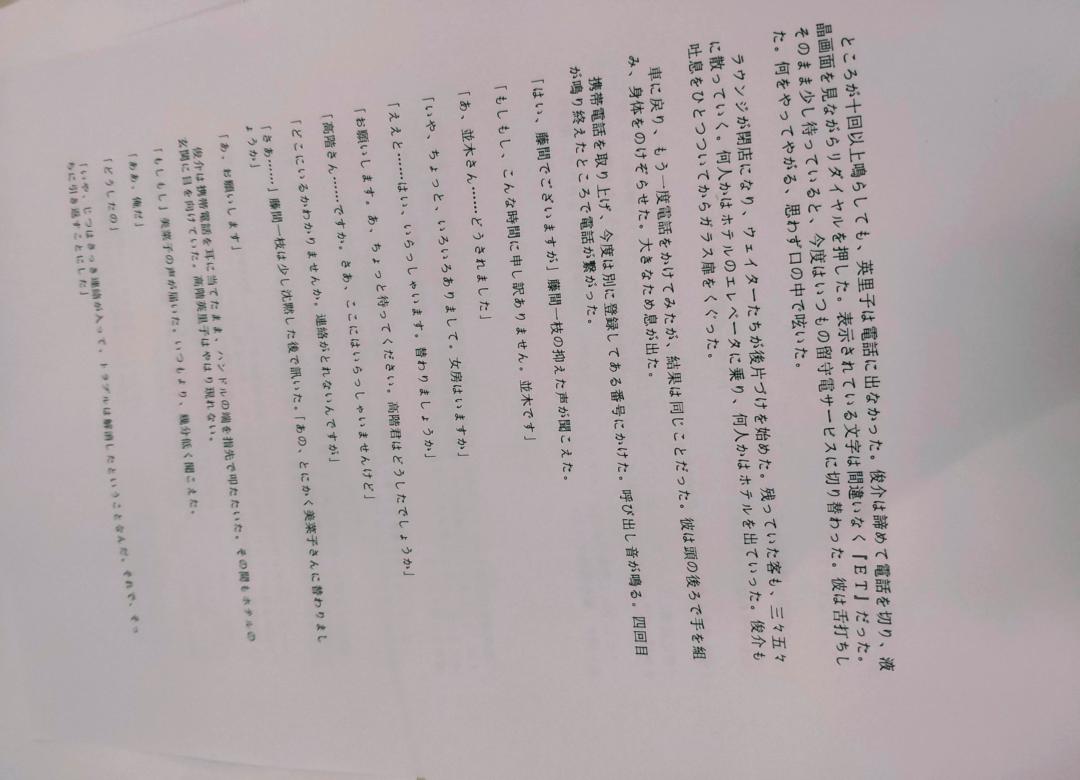 ところが十回以上鳴らしても、英里子は電話に出なかった。俊介は諦めて電話を切り、液
晶画面を見ながらリダイヤルを押した。表示されている文字は間違いなく『ＥＴ』だった。
そのまま少し待っていると、今度はいつもの留守電サービスに切り替わった。彼は舌打ちし
た。何をやってやがる、思わず口の中で呟いた。
ラウンジが閉店になり、ウェイターたちが後片づけを始めた。残っていた客も、三々五々
に散っていく。何人かはホテルのエレベータに乗り、何人かはホテルを出ていった。俊介も
吐息をひとつついてからガラス扉をくぐった。
車に戻り、もう一度電話をかけてみたが、結果は同じことだった。彼は頭の後ろで手を組
み、身体をのけぞらせた。大きなため息が出た。
携帯電話を取り上げ、今度は別に登録してある番号にかけた。呼び出し音が鳴る。四回目
が鳴り終えたところで電話が繋がった。
「はい、藤間でございますが」藤間一枝の抑えた声が聞こえた。
「もしもし、こんな時間に申し訳ありません。並木です」
「あ、並木さん……どうされました」
「いや、ちょっと、いろいろありまして。女房はいますか」
「ええと……はい、いらっしゃいます。替わりましょうか」
「お願いします。あ、ちょっと待ってください。高階君はどうしたでしょうか」
「高階さん……ですか。さあ、ここにはいらっしゃいませんけど」
「どこにいるかわかりませんか。連絡がとれないんですが」
「さあ……」藤間一枝は少し沈黙した後で訊いた。「あの、とにかく美菜子さんに替わりまし
ょうか」
「あ、お願いします」
俊介は携帯電話を耳に当てたまま、ハンドルの端を指先で叩たたいた。その間もホテルの
玄関に目を向けていた。高階英里子はやはり現れない。
「もしもし」美菜子の声が届いた。いつもより、幾分低く聞こえた。
「ああ、俺だ」
「どうしたの」
「いや、じつはさっき連絡が入って、トラブルは解消したということなんだ。それで、そっ
ちに引き返すことにした」